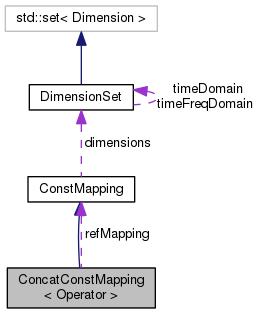 std::set< Dimension >
DimensionSet
timeDomain
timeFreqDomain
dimensions
ConstMapping
refMapping
ConcatConstMapping
< Operator >